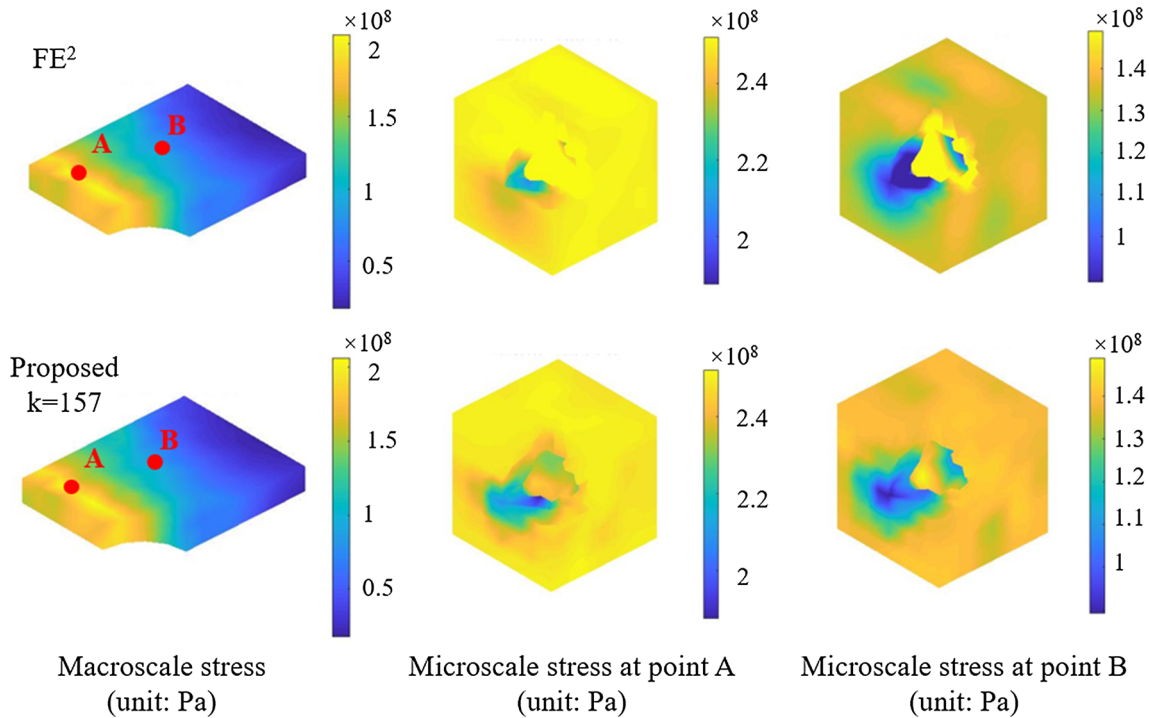 FE²
A
B
×10⁸
2
1.5
1
0.5
×10⁸
2.4
2.2
2
×10⁸
1.4
1.3
1.2
1.1
1
Proposed
k=157
A
B
×10⁸
2
1.5
1
0.5
×10⁸
2.4
2.2
2
×10⁸
1.4
1.3
1.2
1.1
1
Macroscale stress
(unit: Pa)
Microscale stress at point A
(unit: Pa)
Microscale stress at point B
(unit: Pa)